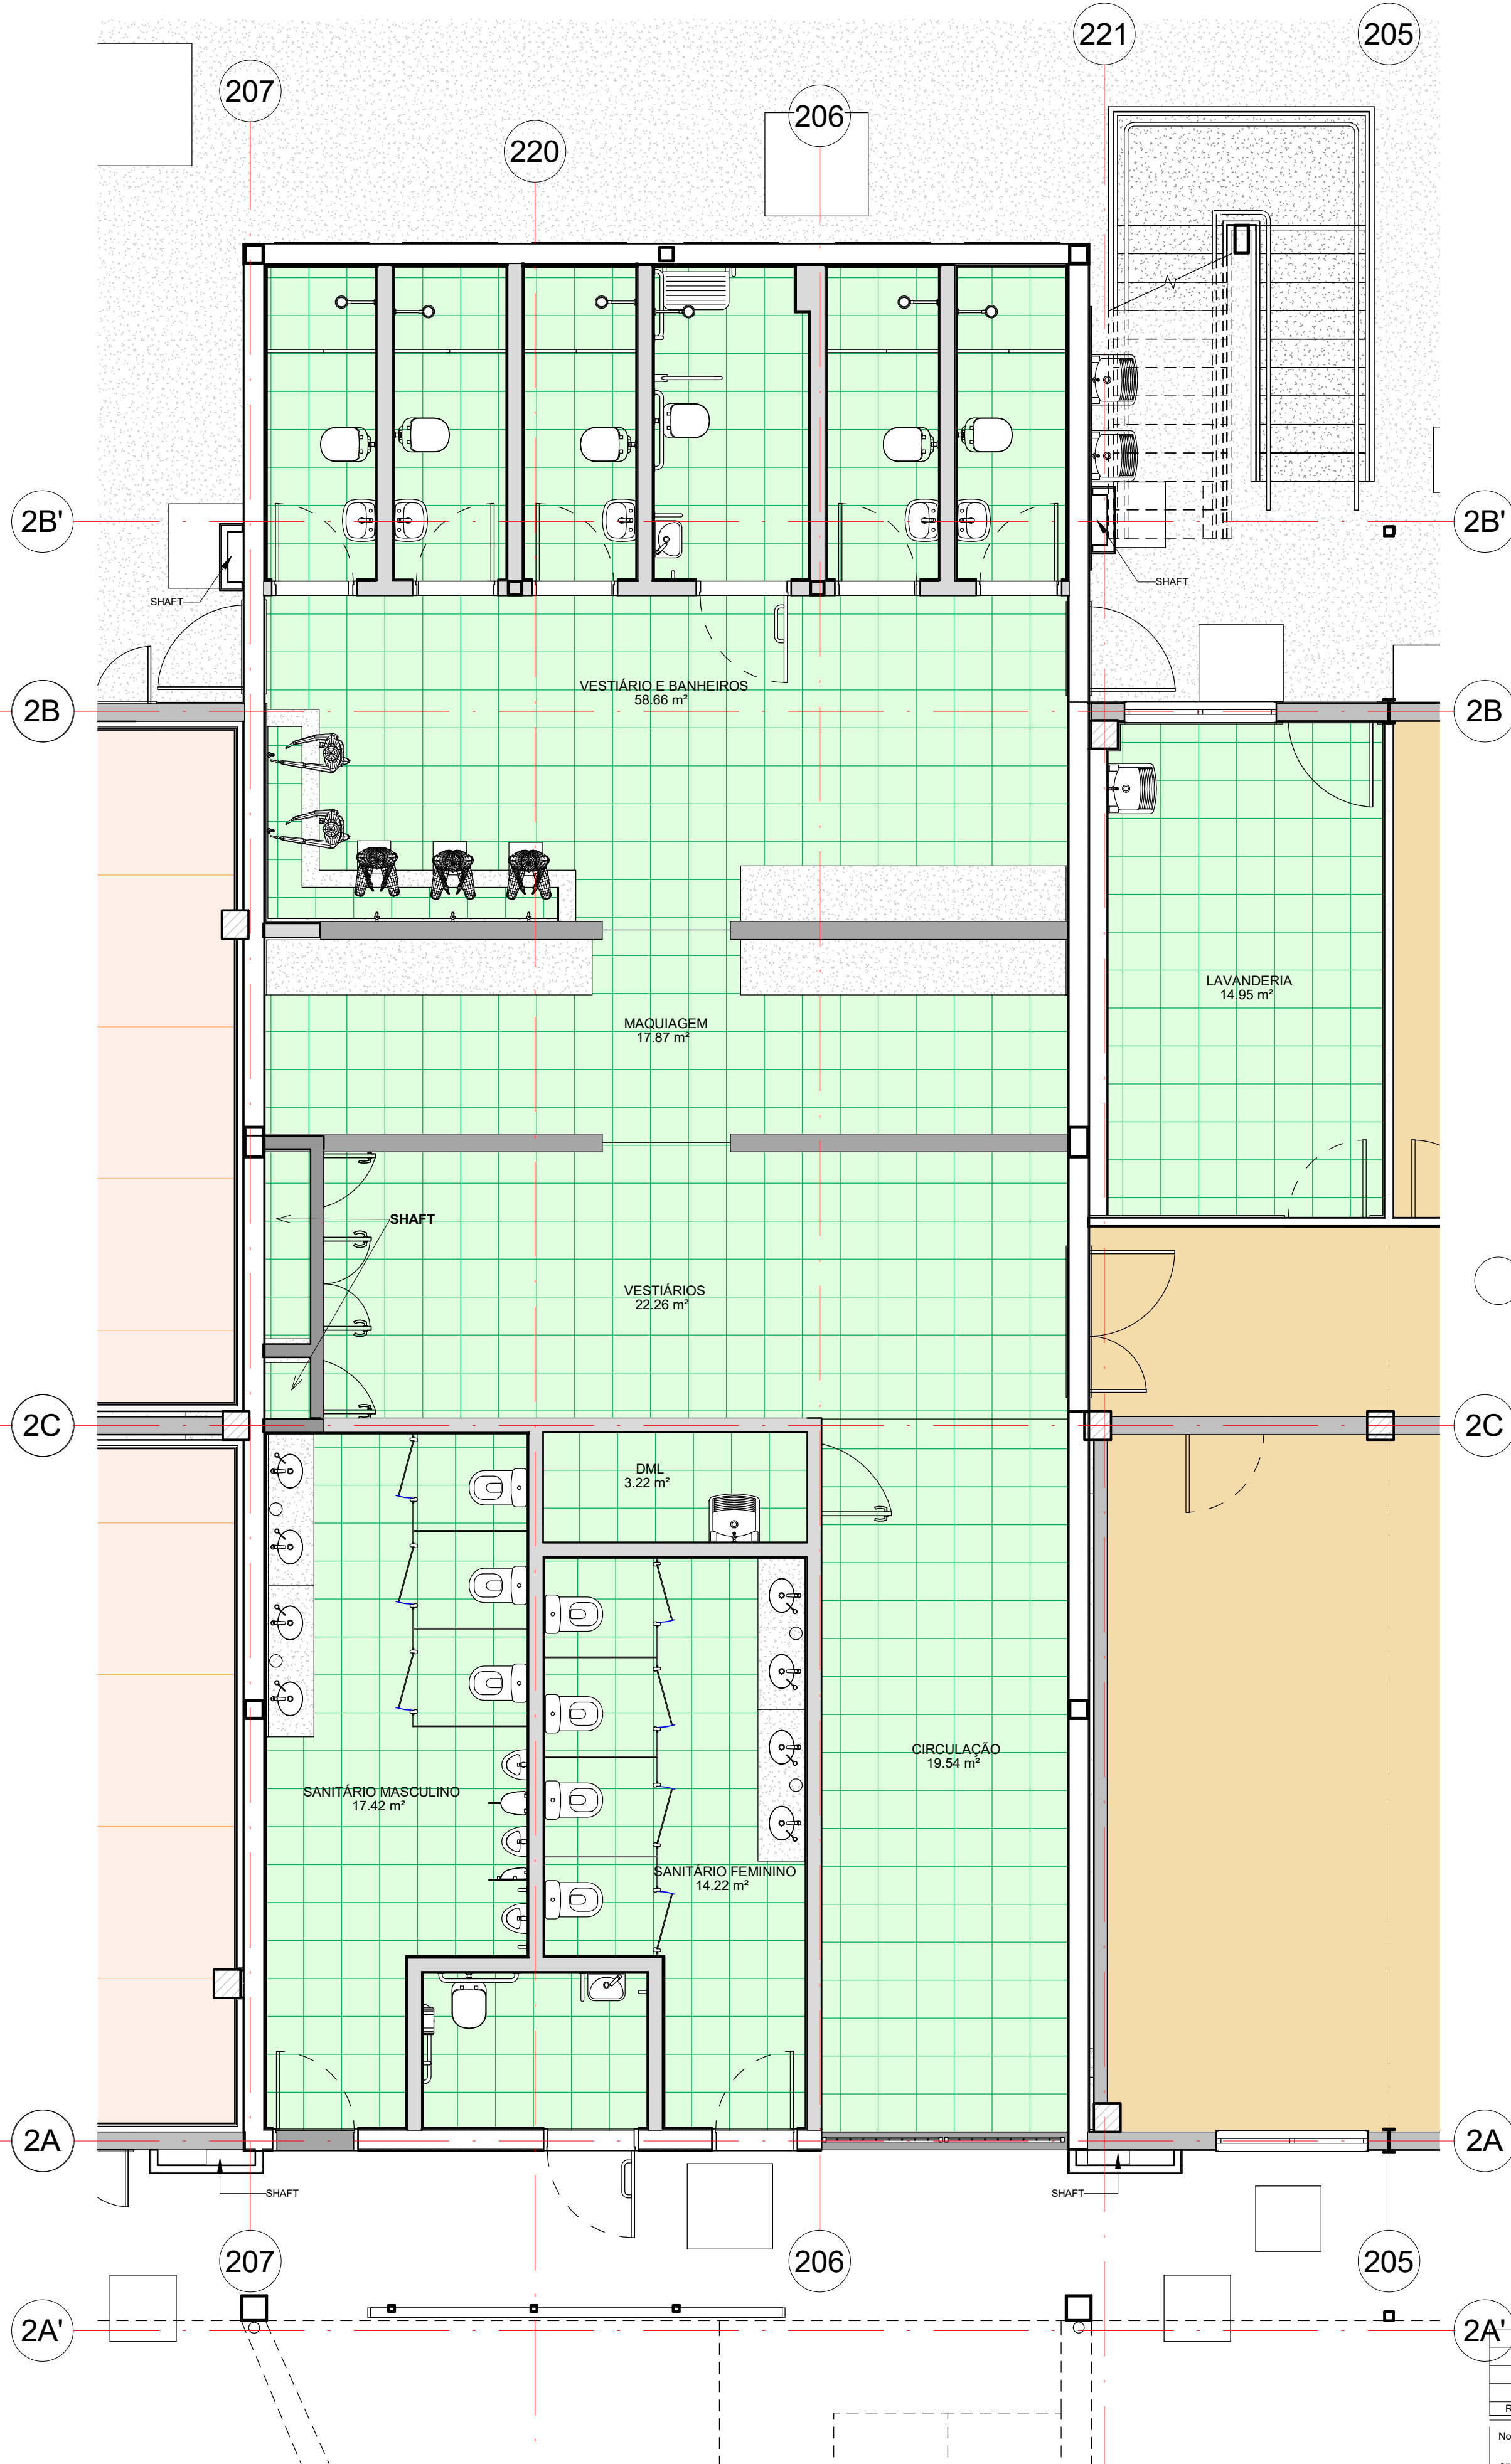 221
205
207
206
220
2B'
2B'
SHAFT
SHAFT
VESTIÁRIO E BANHEIROS
58.66 m²
2B
2B
LAVANDERIA
14.95 m²
MAQUIAGEM
17.87 m²
SHAFT
VESTIÁRIOS
22.26 m²
2C
2C
DML
3.22 m²
CIRCULAÇÃO
19.54 m²
SANITÁRIO MASCULINO
17.42 m²
SANITÁRIO FEMININO
14.22 m²
2A
2A
SHAFT
SHAFT
207
206
205
2A'
2A'
R
No